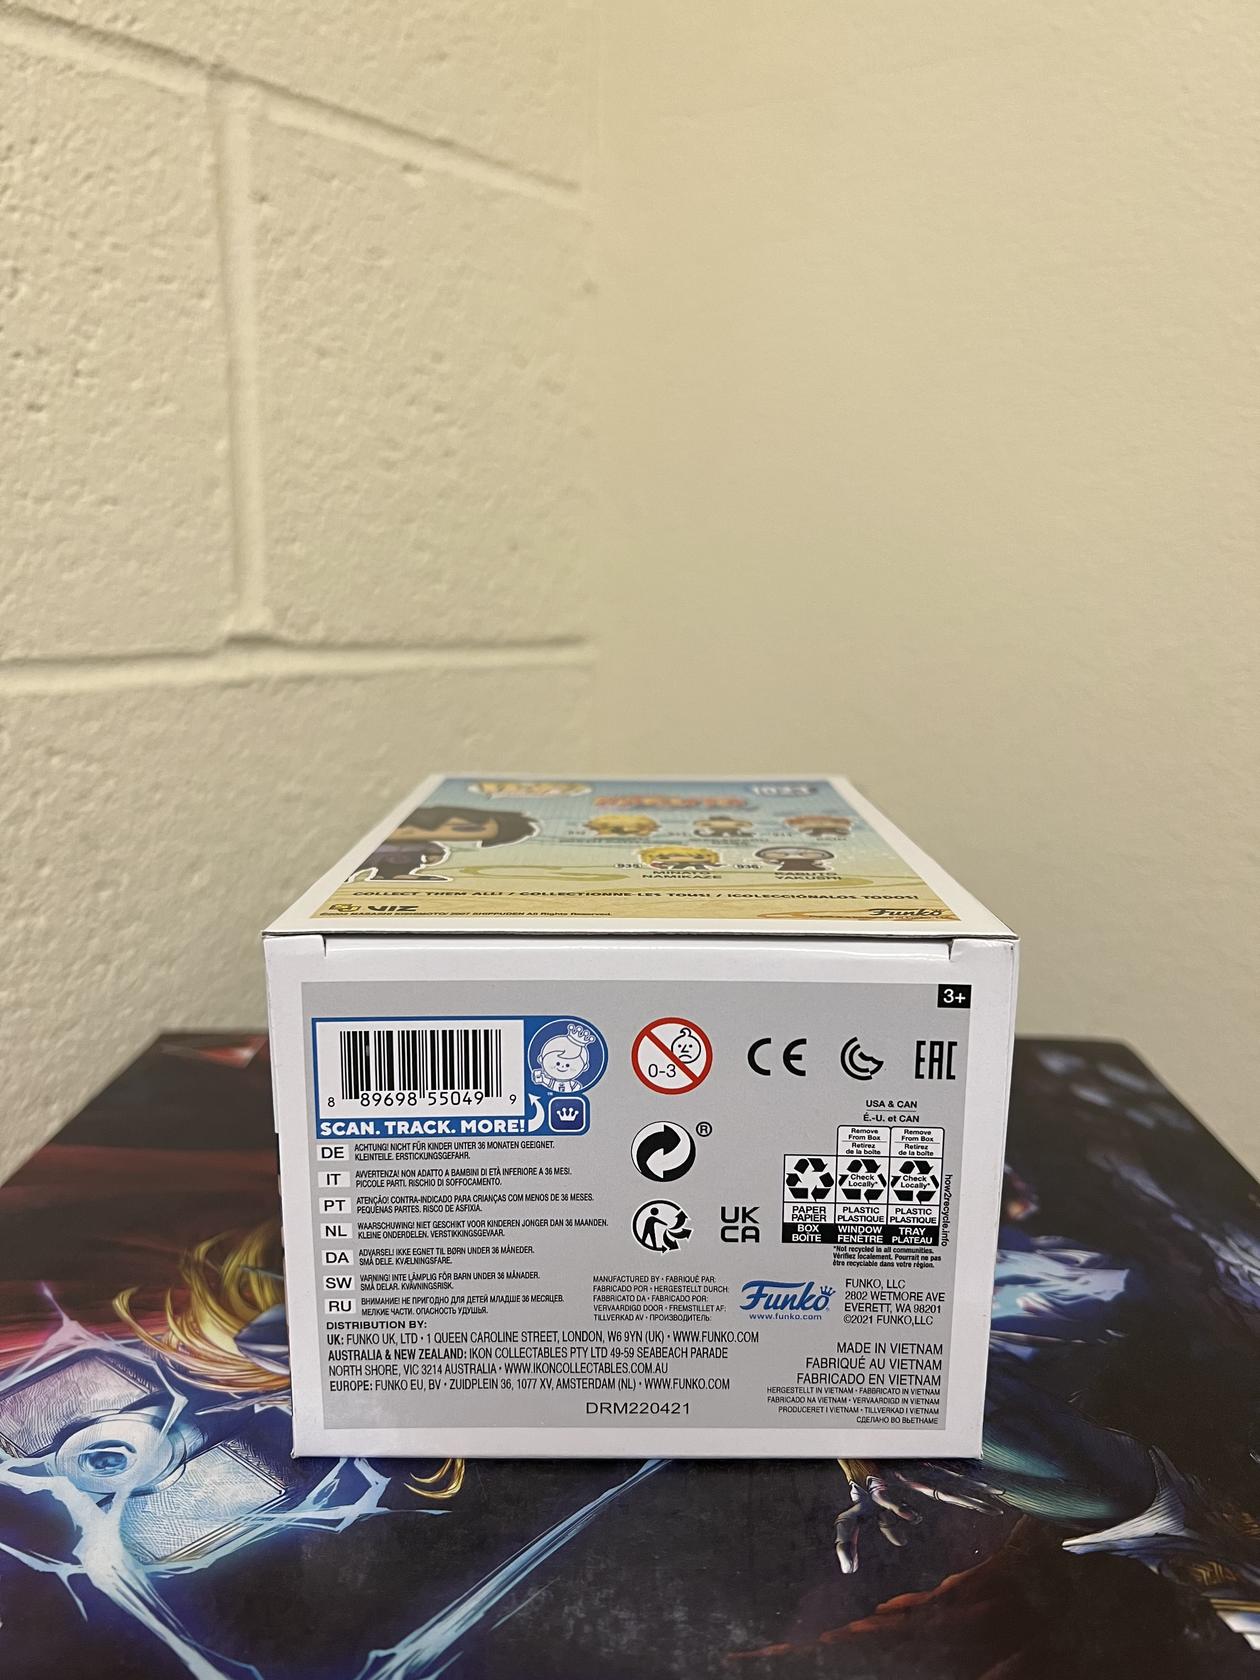 935
MINATO
NAMIKAZE
936
KABUTO
YAKUSHI
COLLECT THEM ALL! / COLLECTIONNE-LES TOUS! / ¡COLECCIÓNALOS TODOS!
VIZ
©2002 MASASHI KISHIMOTO/ 2007 SHIPPUDEN All Rights Reserved.
Funko
3+
8 89698 55049 9
SCAN. TRACK. MORE!
0-3
CE
EAC
®
UK
CA
USA & CAN
É.-U. et CAN
Remove From Box
Retirez de la boîte
Remove From Box
Retirez de la boîte
Check Locally*
Check Locally*
PAPER
PAPIER
BOX
BOÎTE
PLASTIC
PLASTIQUE
WINDOW
FENÊTRE
PLASTIC
PLASTIQUE
TRAY
PLATEAU
how2recycle.info
*Not recycled in all communities.
Vérifiez localement. Pourrait ne pas
être recyclable dans votre région.
DE ACHTUNG! NICHT FÜR KINDER UNTER 36 MONATEN GEEIGNET.
KLEINTEILE. ERSTICKUNGSGEFAHR.
IT AVVERTENZA! NON ADATTO A BAMBINI DI ETÀ INFERIORE A 36 MESI.
PICCOLE PARTI. RISCHIO DI SOFFOCAMENTO.
PT ATENÇÃO! CONTRA-INDICADO PARA CRIANÇAS COM MENOS DE 36 MESES.
PEQUENAS PARTES. RISCO DE ASFIXIA.
NL WAARSCHUWING! NIET GESCHIKT VOOR KINDEREN JONGER DAN 36 MAANDEN.
KLEINE ONDERDELEN. VERSTIKKINGSGEVAAR.
DA ADVARSEL! IKKE EGNET TIL BØRN UNDER 36 MÅNEDER.
SMÅ DELE. KVÆLNINGSFARE.
SW VARNING! INTE LÄMPLIG FÖR BARN UNDER 36 MÅNADER.
SMÅ DELAR. KVÄVNINGSRISK.
RU ВНИМАНИЕ! НЕ ПРИГОДНО ДЛЯ ДЕТЕЙ МЛАДШЕ 36 МЕСЯЦЕВ.
МЕЛКИЕ ЧАСТИ. ОПАСНОСТЬ УДУШЬЯ.
MANUFACTURED BY • FABRIQUÉ PAR:
FABRICADO POR • HERGESTELLT DURCH:
FABBRICATO DA • FABRICADO POR:
VERVAARDIGD DOOR • FREMSTILLET AF:
TILLVERKAD AV • ПРОИЗВОДИТЕЛЬ:
Funko
www.funko.com
FUNKO, LLC
2802 WETMORE AVE
EVERETT, WA 98201
©2021 FUNKO,LLC
DISTRIBUTION BY:
UK: FUNKO UK, LTD • 1 QUEEN CAROLINE STREET, LONDON, W6 9YN (UK) • WWW.FUNKO.COM
AUSTRALIA & NEW ZEALAND: IKON COLLECTABLES PTY LTD 49-59 SEABEACH PARADE
NORTH SHORE, VIC 3214 AUSTRALIA • WWW.IKONCOLLECTABLES.COM.AU
EUROPE: FUNKO EU, BV • ZUIDPLEIN 36, 1077 XV, AMSTERDAM (NL) • WWW.FUNKO.COM
DRM220421
MADE IN VIETNAM
FABRIQUÉ AU VIETNAM
FABRICADO EN VIETNAM
HERGESTELLT IN VIETNAM • FABBRICATO IN VIETNAM
FABRICADO NA VIETNAM • VERVAARDIGD IN VIETNAM
PRODUCERET I VIETNAM • TILLVERKAD I VIETNAM
СДЕЛАНО ВО ВЬЕТНАМЕ